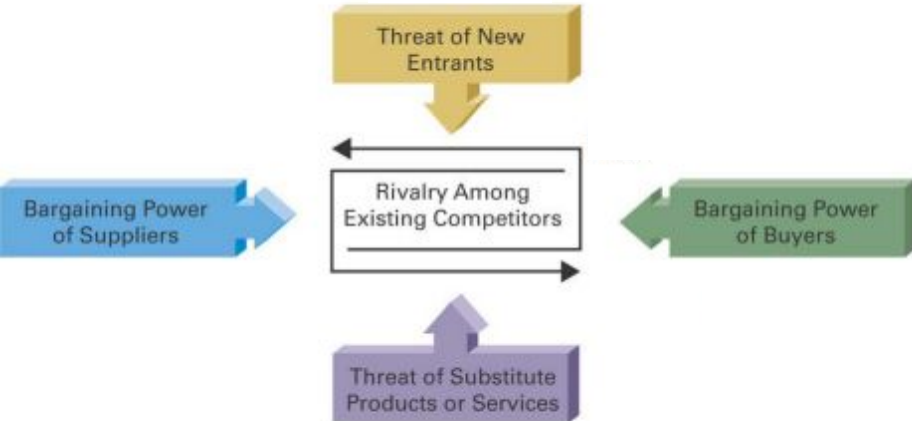 Threat of New
Entrants
Bargaining Power
of Suppliers
Rivalry Among
Existing Competitors
Bargaining Power
of Buyers
Threat of Substitute
Products or Services